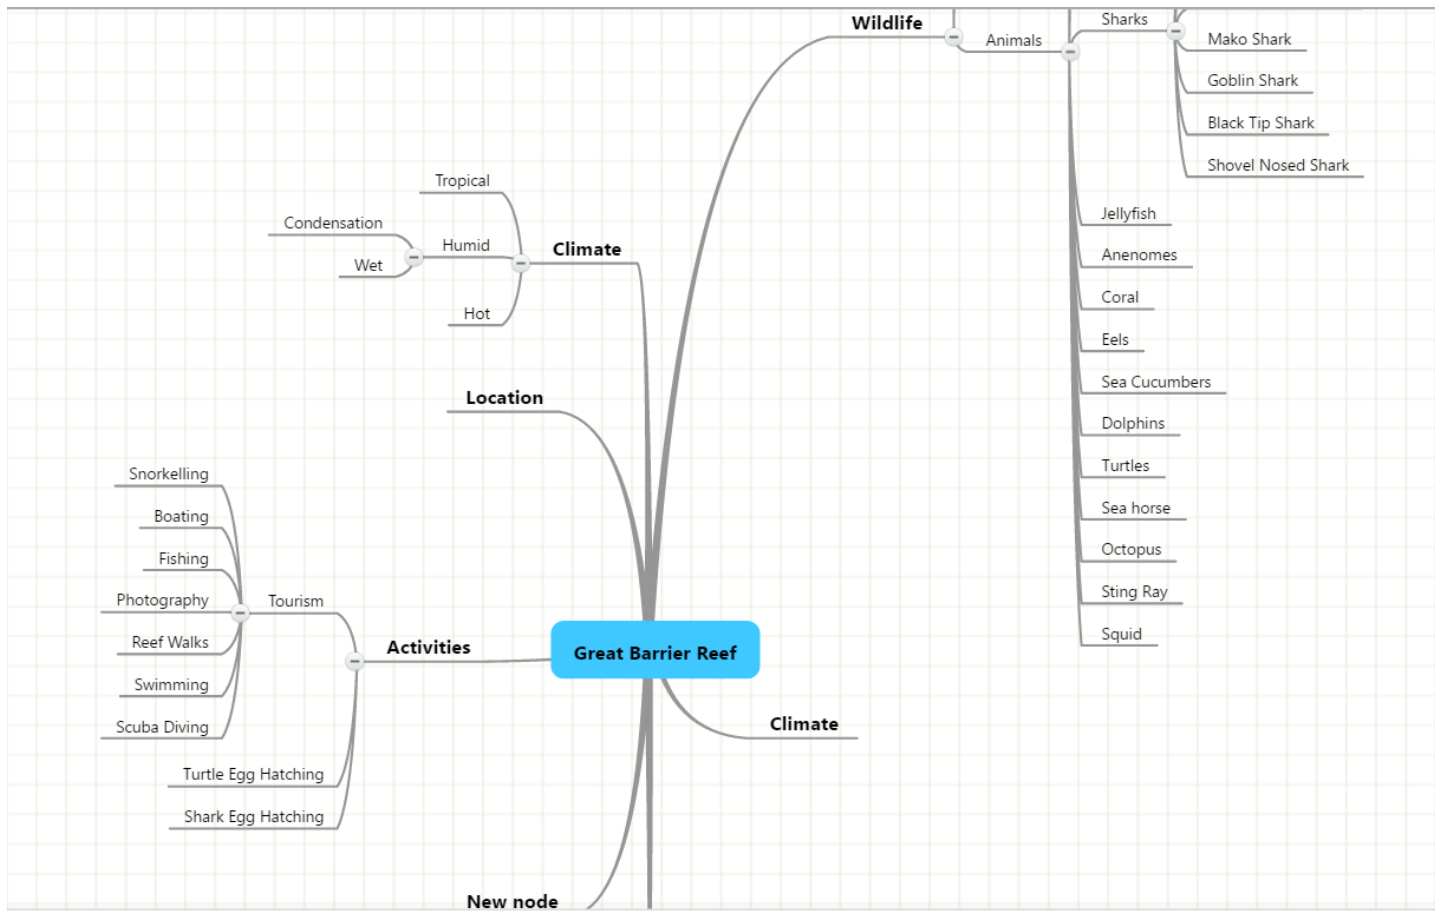 Wildlife
Animals
Sharks
Mako Shark
Goblin Shark
Black Tip Shark
Shovel Nosed Shark
Jellyfish
Anenomes
Coral
Eels
Sea Cucumbers
Dolphins
Turtles
Sea horse
Octopus
Sting Ray
Squid
Climate
Tropical
Humid
Condensation
Wet
Hot
Location
Great Barrier Reef
Activities
Tourism
Snorkelling
Boating
Fishing
Photography
Reef Walks
Swimming
Scuba Diving
Turtle Egg Hatching
Shark Egg Hatching
Climate
New node